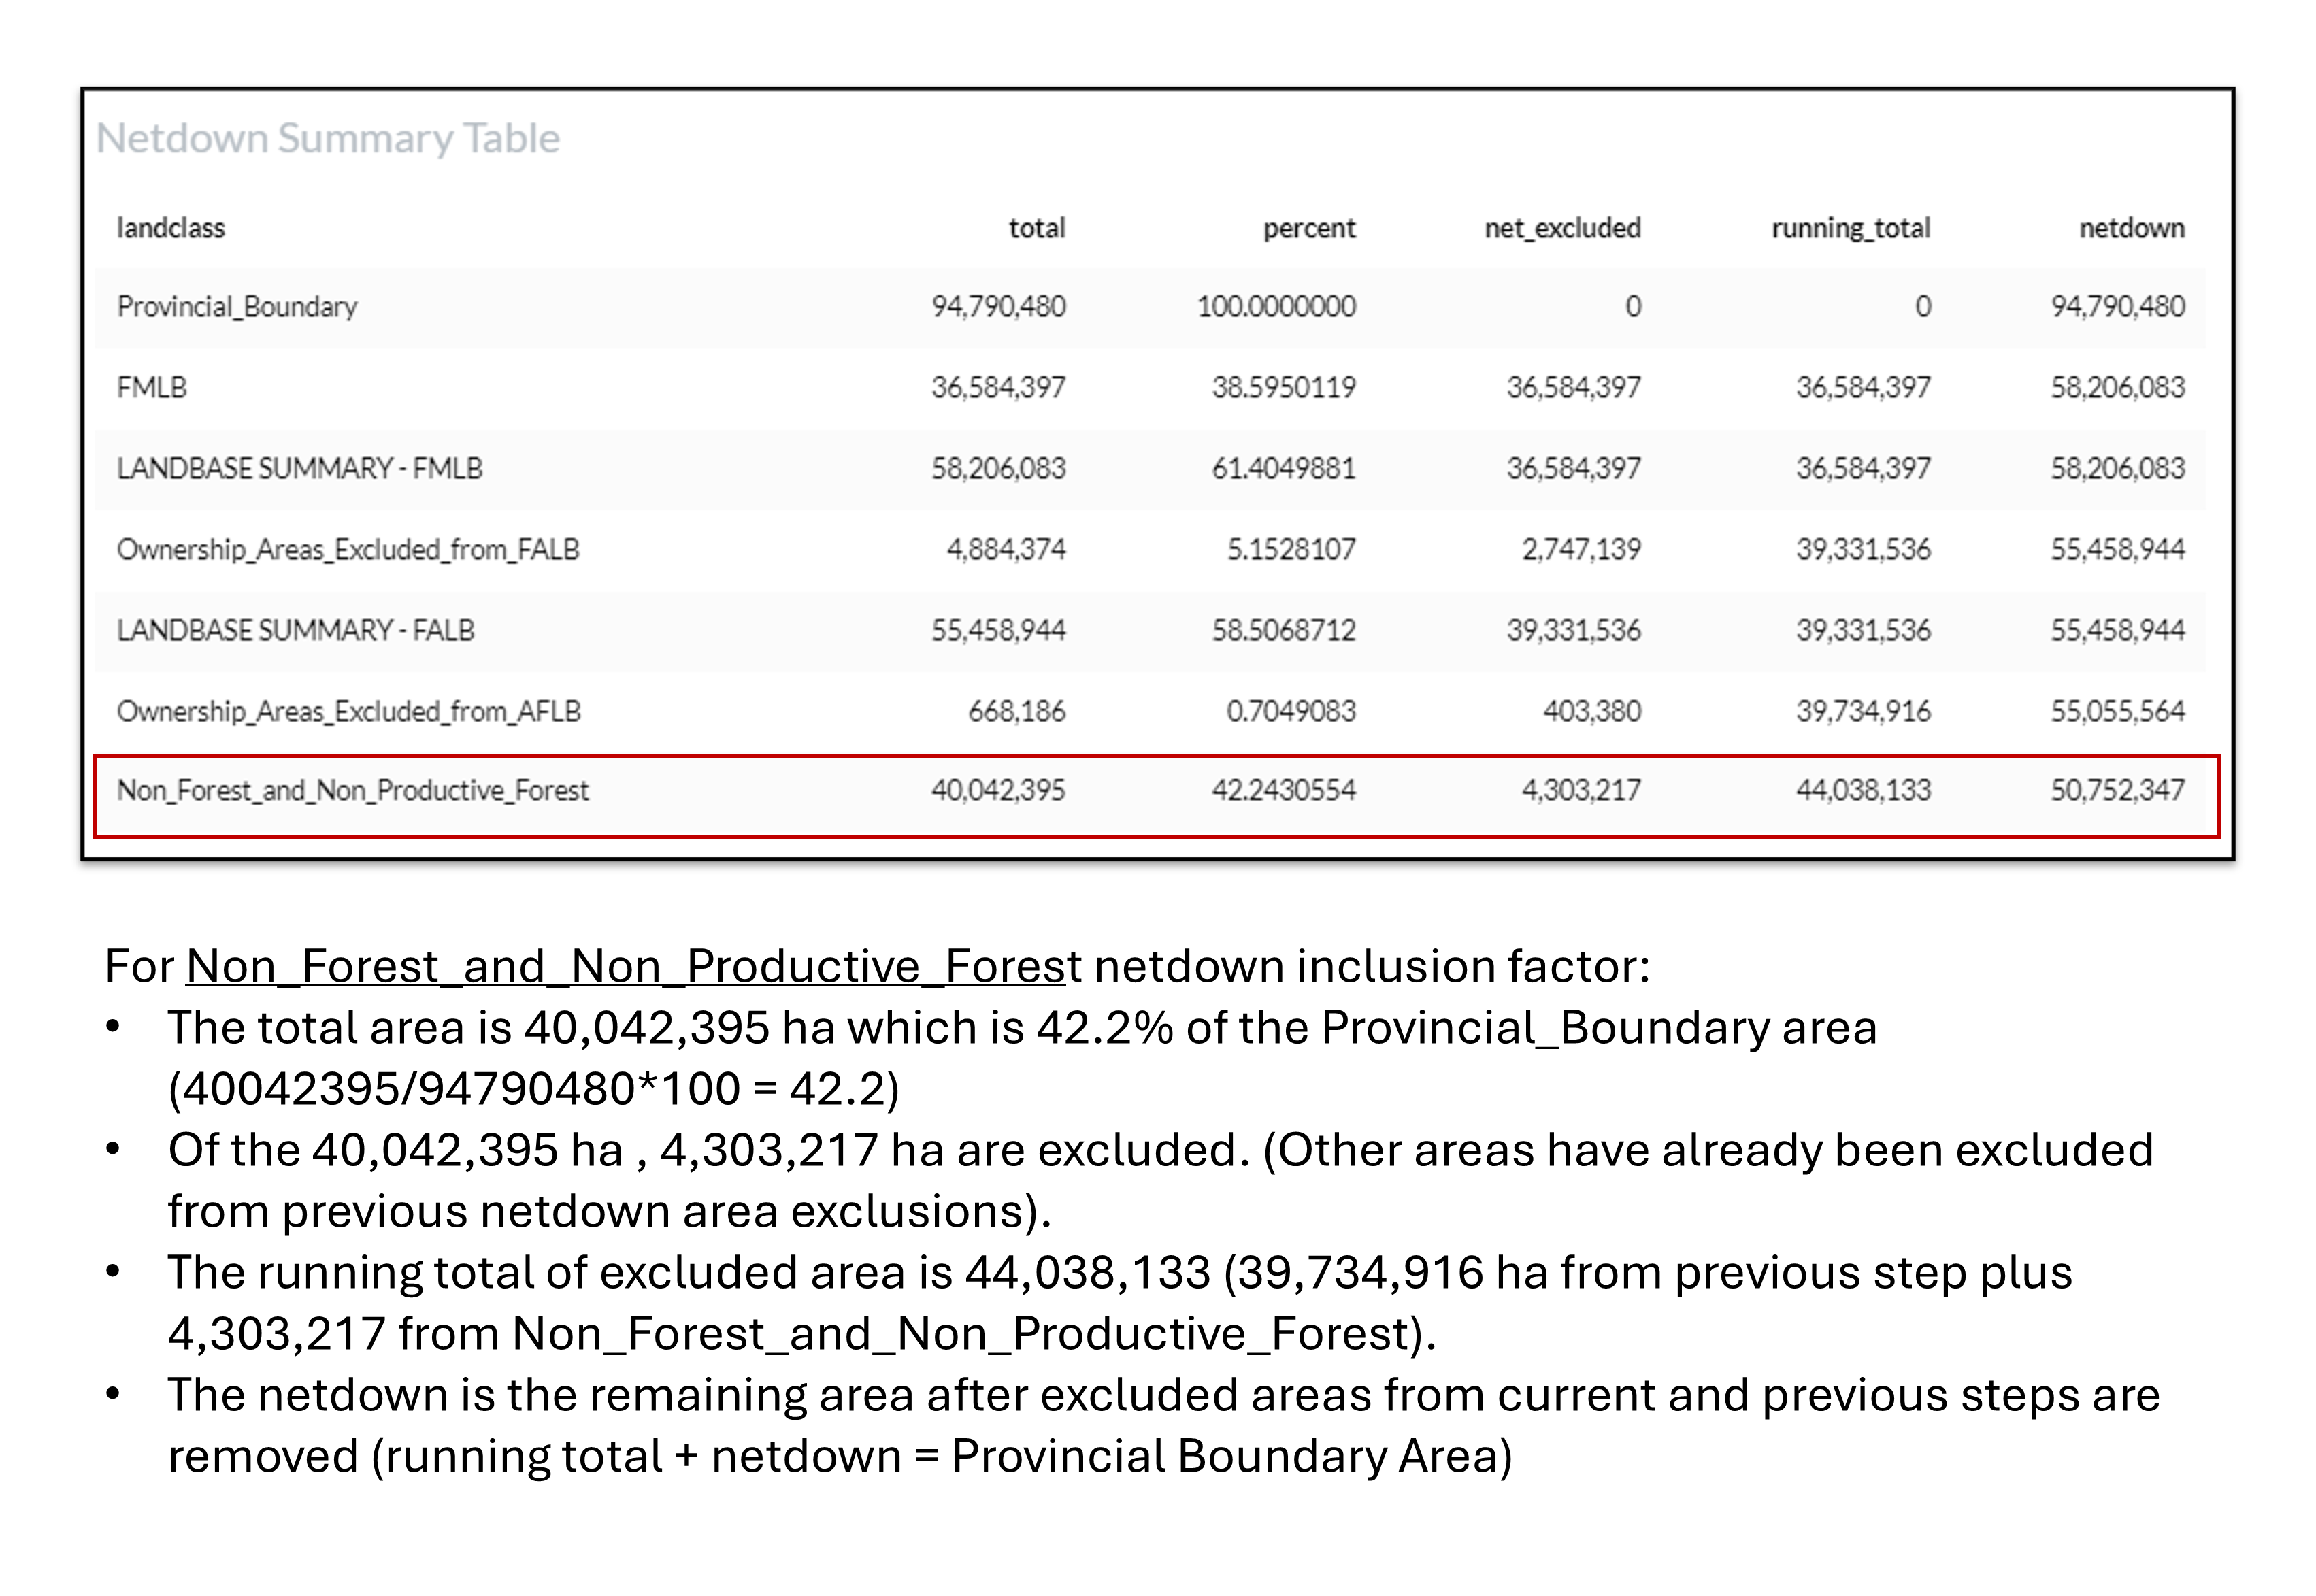 Netdown Summary Table
landclass total percent net_excluded running_total netdown
Provincial_Boundary 94,790,480 100.0000000 0 0 94,790,480
FMLB 36,584,397 38.5950119 36,584,397 36,584,397 58,206,083
LANDBASE SUMMARY - FMLB 58,206,083 61.4049881 36,584,397 36,584,397 58,206,083
Ownership_Areas_Excluded_from_FALB 4,884,374 5.1528107 2,747,139 39,331,536 55,458,944
LANDBASE SUMMARY - FALB 55,458,944 58.5068712 39,331,536 39,331,536 55,458,944
Ownership_Areas_Excluded_from_AFLB 668,186 0.7049083 403,380 39,734,916 55,055,564
Non_Forest_and_Non_Productive_Forest 40,042,395 42.2430554 4,303,217 44,038,133 50,752,347
For Non_Forest_and_Non_Productive_Forest netdown inclusion factor:
• The total area is 40,042,395 ha which is 42.2% of the Provincial_Boundary area
(40042395/94790480*100 = 42.2)
• Of the 40,042,395 ha , 4,303,217 ha are excluded. (Other areas have already been excluded
from previous netdown area exclusions).
• The running total of excluded area is 44,038,133 (39,734,916 ha from previous step plus
4,303,217 from Non_Forest_and_Non_Productive_Forest).
• The netdown is the remaining area after excluded areas from current and previous steps are
removed (running total + netdown = Provincial Boundary Area)